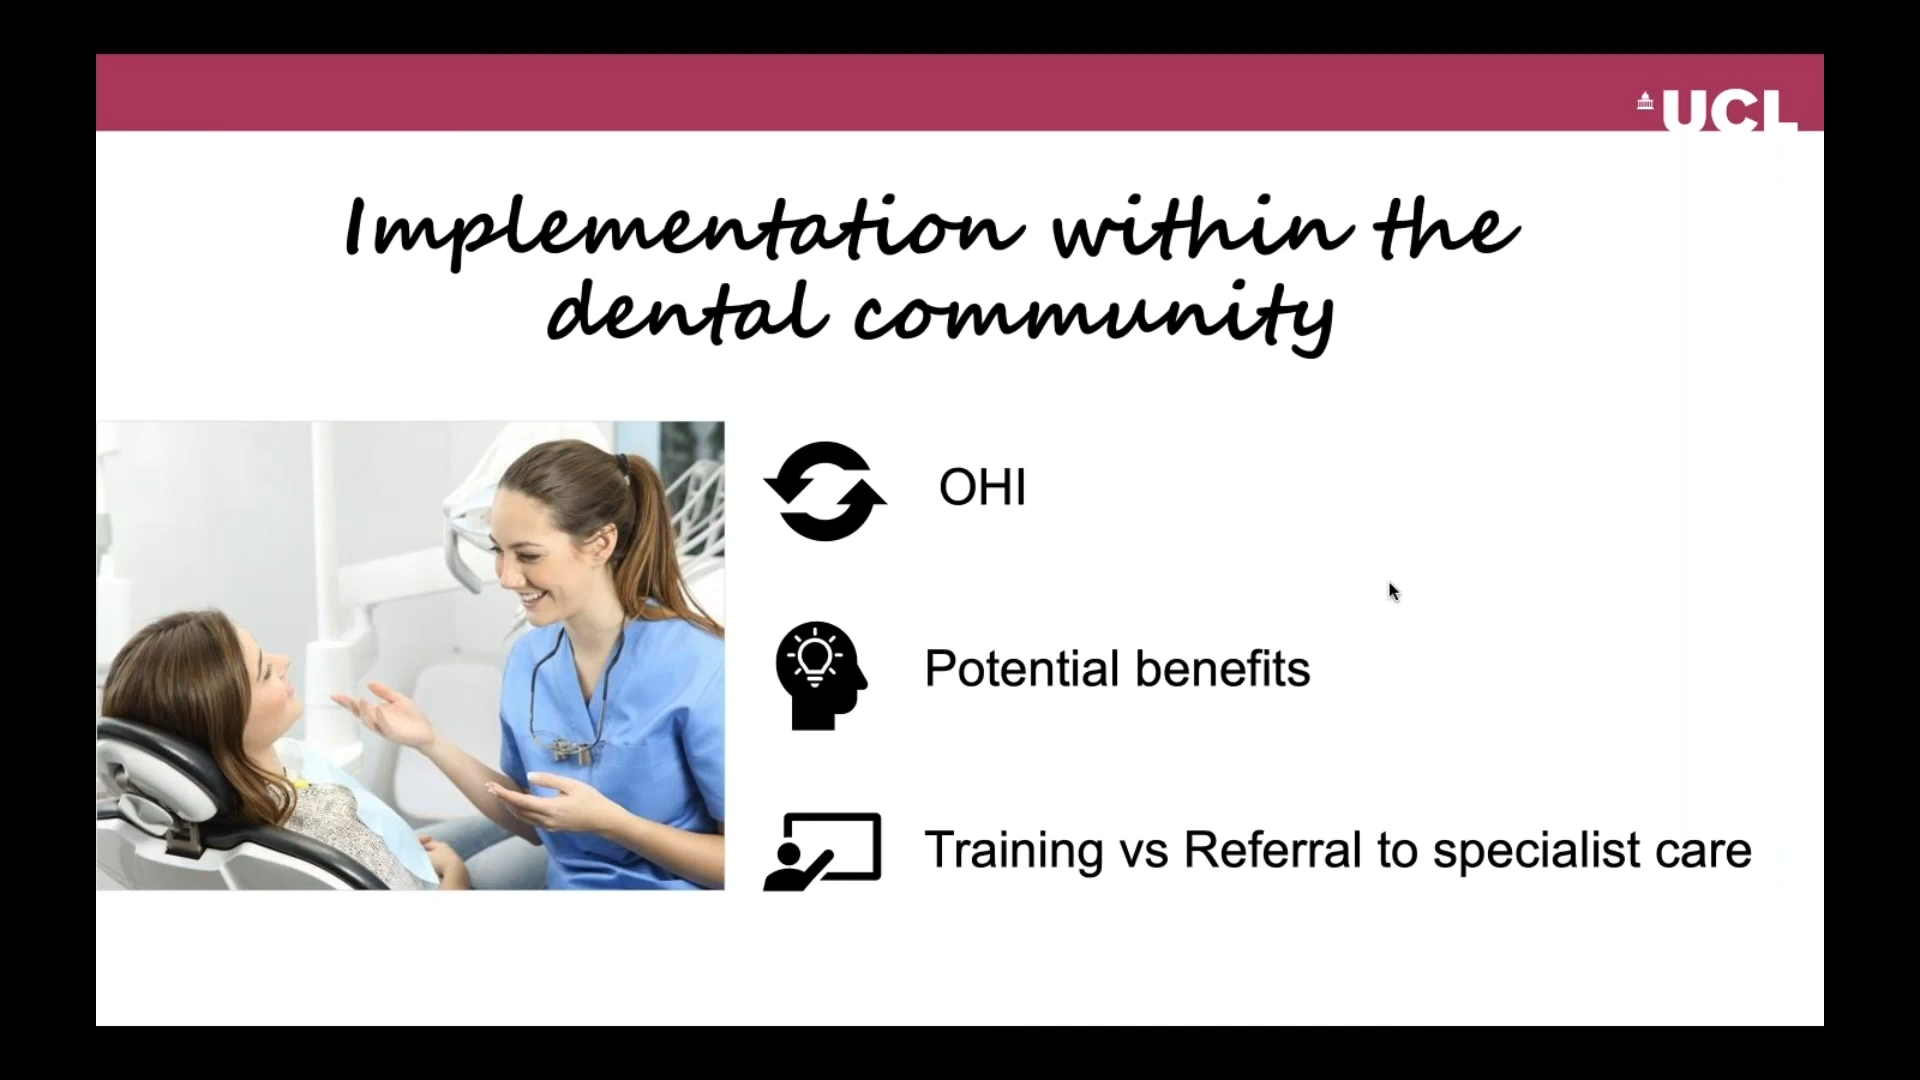 UCL
Implementation within the
dental community
OHI
Potential benefits
Training vs Referral to specialist care